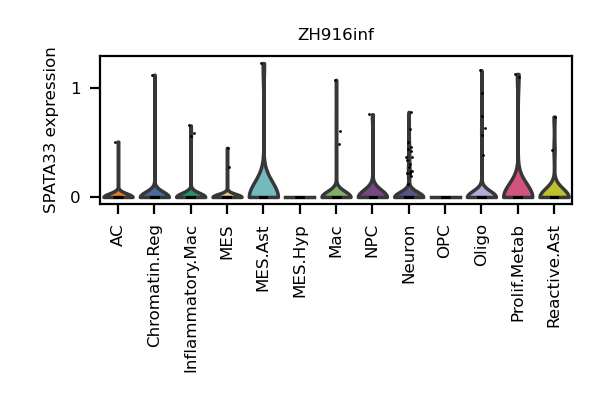 ZH916inf
SPATA33 expression
1
0
AC
Chromatin.Reg
Inflammatory.Mac
MES
MES.Ast
MES.Hyp
Mac
NPC
Neuron
OPC
Oligo
Prolif.Metab
Reactive.Ast